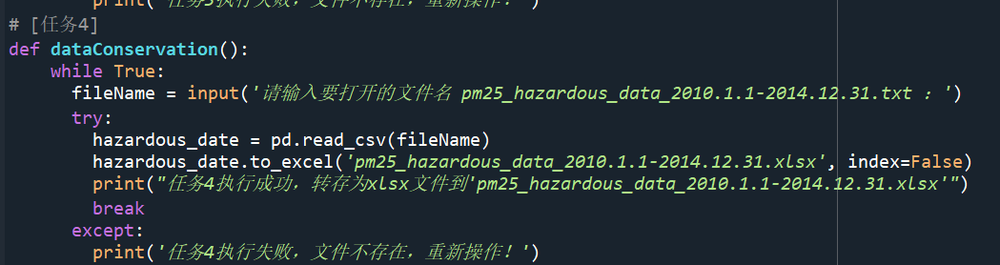 print('任务3执行失败，文件不存在，重新操作！')
# [任务4]
def dataConservation():
    while True:
      fileName = input('请输入要打开的文件名 pm25_hazardous_data_2010.1.1-2014.12.31.txt : ')
      try:
        hazardous_date = pd.read_csv(fileName)
        hazardous_date.to_excel('pm25_hazardous_data_2010.1.1-2014.12.31.xlsx', index=False)
        print("任务4执行成功，转存为xlsx文件到'pm25_hazardous_data_2010.1.1-2014.12.31.xlsx'")
        break
      except:
        print('任务4执行失败，文件不存在，重新操作！')